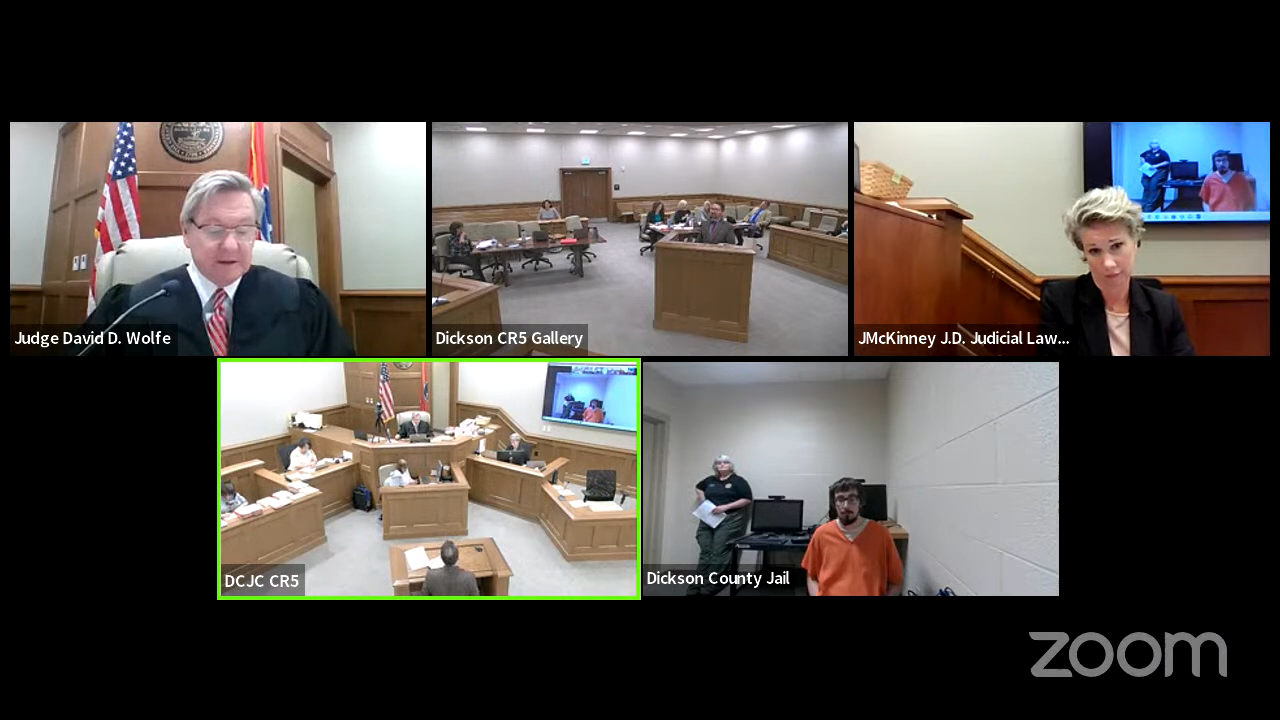 Judge David D. Wolfe
Dickson CR5 Gallery
JMcKinney J.D. Judicial Law...
DCJC CR5
Dickson County Jail
zoom